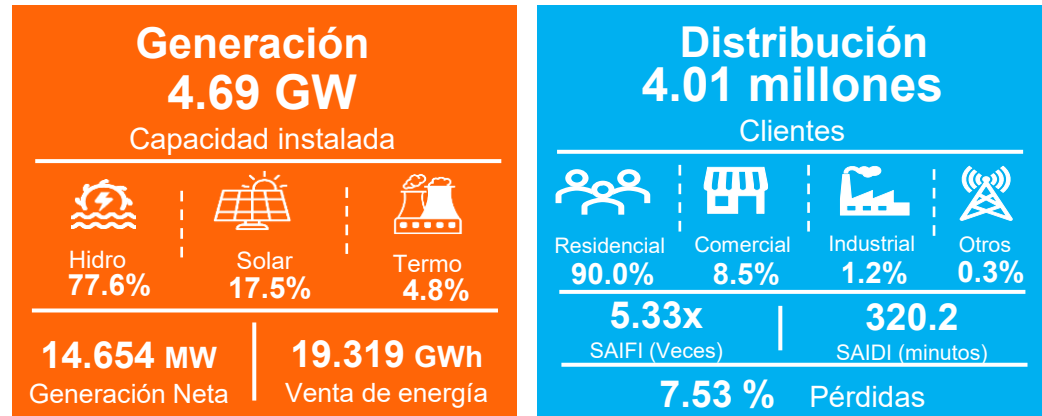 Generación
4.69 GW
Capacidad instalada
Hidro
77.6%
Solar
17.5%
Termo
4.8%
14.654 MW
Generación Neta
19.319 GWh
Venta de energía
Distribución
4.01 millones
Clientes
Residencial
90.0%
Comercial
8.5%
Industrial
1.2%
Otros
0.3%
5.33x
SAIFI (Veces)
320.2
SAIDI (minutos)
7.53 % Pérdidas